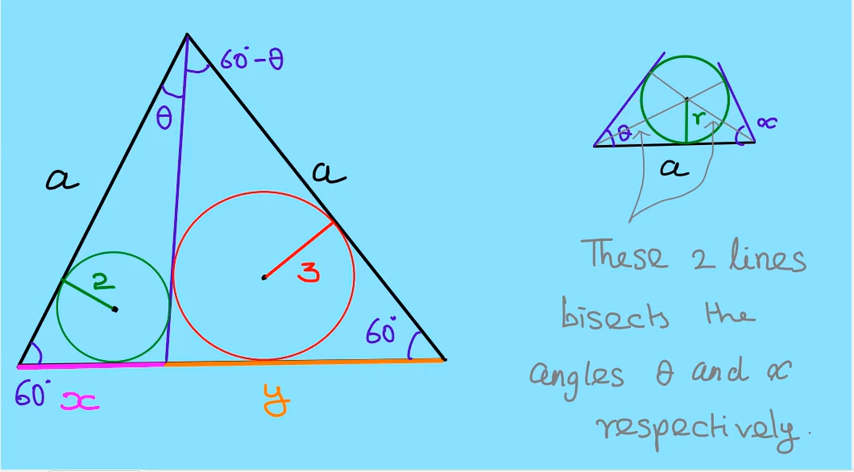 60°-θ
θ
a
a
2
3
60°
60°
x
y
θ
r
x
a
These 2 lines
bisects the
angles θ and x
respectively.